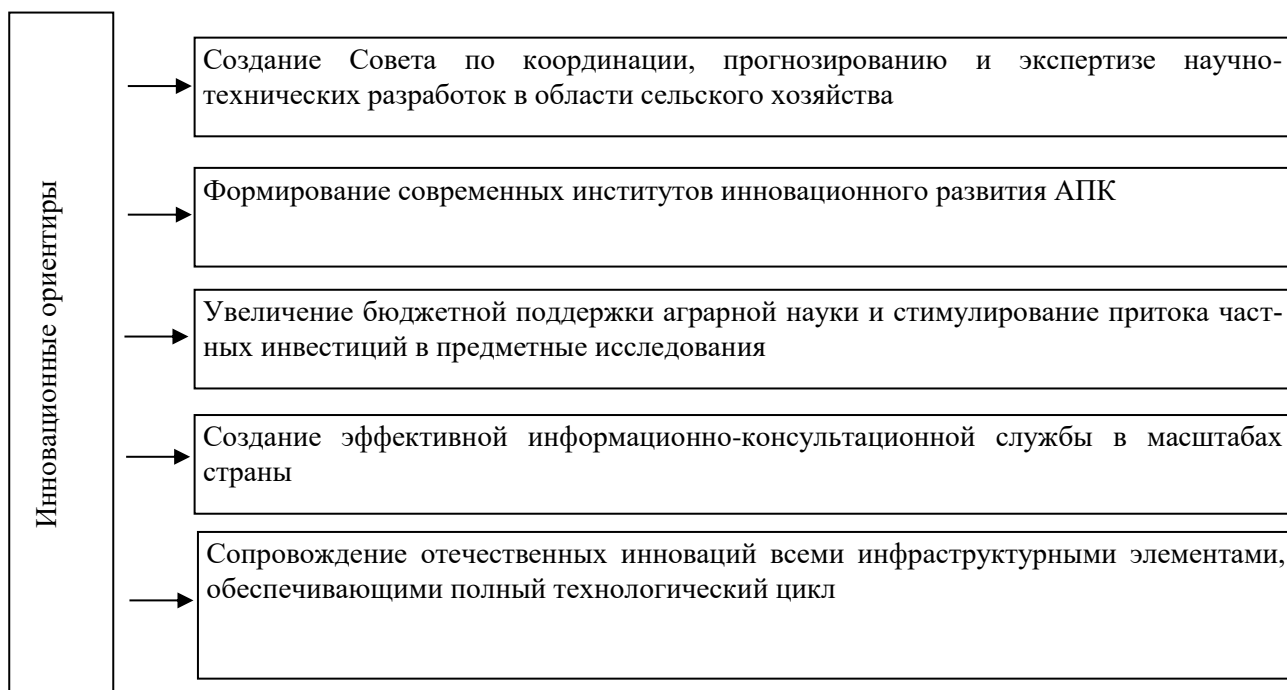 Инновационные ориентиры
Создание Совета по координации, прогнозированию и экспертизе научно-
технических разработок в области сельского хозяйства
Формирование современных институтов инновационного развития АПК
Увеличение бюджетной поддержки аграрной науки и стимулирование притока част-
ных инвестиций в предметные исследования
Создание эффективной информационно-консультационной службы в масштабах
страны
Сопровождение отечественных инноваций всеми инфраструктурными элементами,
обеспечивающими полный технологический цикл